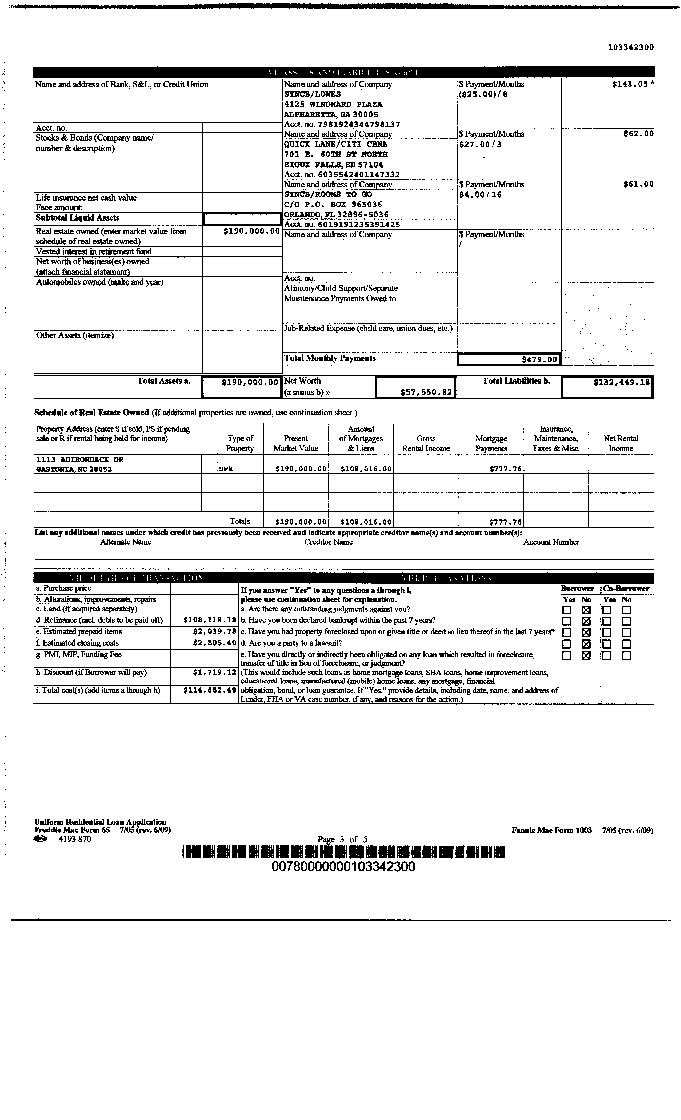 103342300
Name and address of Bank, S&L, or Credit Union
Name and address of Company
$ Payment/Months
$143.05 *
SYNCB/LOWES
($25.00)/8
4125 WINDWARD PLAZA
ALPHARETTA, GA 30005
Acct. no.
Acct. no. 7981924344798137
Stocks & Bonds (Company name/
number & description)
Name and address of Company
$ Payment/Months
$62.00
QUICK LANE/CITI CBNA
$27.00/3
701 E. 60TH ST NORTH
SIOUX FALLS, SD 57104
Acct. no. 6035542401147332
Name and address of Company
$ Payment/Months
$61.00
SYNCB/ROOMS TO GO
$4.00/16
Life insurance net cash value
C/O P.O. BOX 965036
Face amount:
Subtotal Liquid Assets
ORLANDO, FL 32896-5036
Acct. no. 6019191235391425
Real estate owned (enter market value from
schedule of real estate owned)
$190,000.00
Name and address of Company
$ Payment/Months
/
Vested interest in retirement fund
Net worth of business(es) owned
(attach financial statement)
Acct. no.
Automobiles owned (make and year)
Alimony/Child Support/Separate
Maintenance Payments Owed to
Job-Related Expense (child care, union dues, etc.)
Other Assets (itemize)
Total Monthly Payments
$479.00
Total Assets a.
$190,000.00
Net Worth
(a minus b) »
$57,550.82
Total Liabilities b.
$132,449.18
Schedule of Real Estate Owned (If additional properties are owned, use continuation sheet.)
Property Address (enter S if sold, PS if pending
sale or R if rental being held for income)
Type of
Property
Present
Market Value
Amount
of Mortgages
& Liens
Gross
Rental Income
Mortgage
Payments
Insurance,
Maintenance,
Taxes & Misc.
Net Rental
Income
1113 ADIRONDACK DR
GASTONIA, NC 28052
SFR
$190,000.00
$108,016.00
$777.76
Totals
$190,000.00
$108,016.00
$777.76
List any additional names under which credit has previously been received and indicate appropriate creditor name(s) and account number(s):
Alternate Name
Creditor Name
Account Number
VII. DETAILS OF TRANSACTION
VIII. DECLARATIONS
a. Purchase price
If you answer "Yes" to any questions a through i,
Borrower
Co-Borrower
b. Alterations, improvements, repairs
please use continuation sheet for explanation.
Yes No
Yes No
c. Land (if acquired separately)
a. Are there any outstanding judgments against you?
d. Refinance (incl. debts to be paid off)
b. Have you been declared bankrupt within the past 7 years?
e. Estimated prepaid items
$2,039.78
c. Have you had property foreclosed upon or given title or deed in lieu thereof in the last 7 years?
f. Estimated closing costs
$2,505.40
d. Are you a party to a lawsuit?
g. PMI, MIP, Funding Fee
e. Have you directly or indirectly been obligated on any loan which resulted in foreclosure,
transfer of title in lieu of foreclosure, or judgment?
h. Discount (if Borrower will pay)
$1,719.12
(This would include such loans as home mortgage loans, SBA loans, home improvement loans,
educational loans, manufactured (mobile) home loans, any mortgage, financial
i. Total cost(s) (add items a through h)
obligation, bond, or loan guarantee. If "Yes," provide details, including date, name, and address of
Lender, FHA or VA case number, if any, and reasons for the action.)
Uniform Residential Loan Application
Freddie Mac Form 65 7/05 (rev. 6/09)
Fannie Mae Form 1003 7/05 (rev. 6/09)
4193-870
Page 3 of 5
00780000000103342300